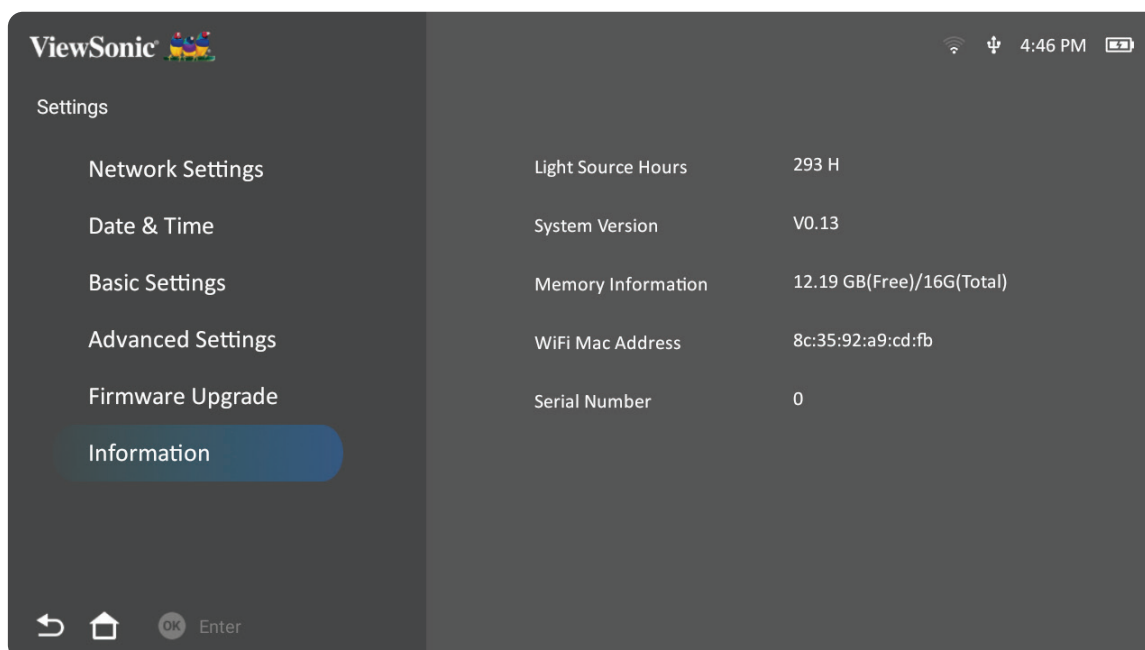 ViewSonic
4:46 PM
Settings
Network Settings
Date & Time
Basic Settings
Advanced Settings
Firmware Upgrade
Information
Light Source Hours 293 H
System Version V0.13
Memory Information 12.19 GB(Free)/16G(Total)
WiFi Mac Address 8c:35:92:a9:cd:fb
Serial Number 0
OK Enter